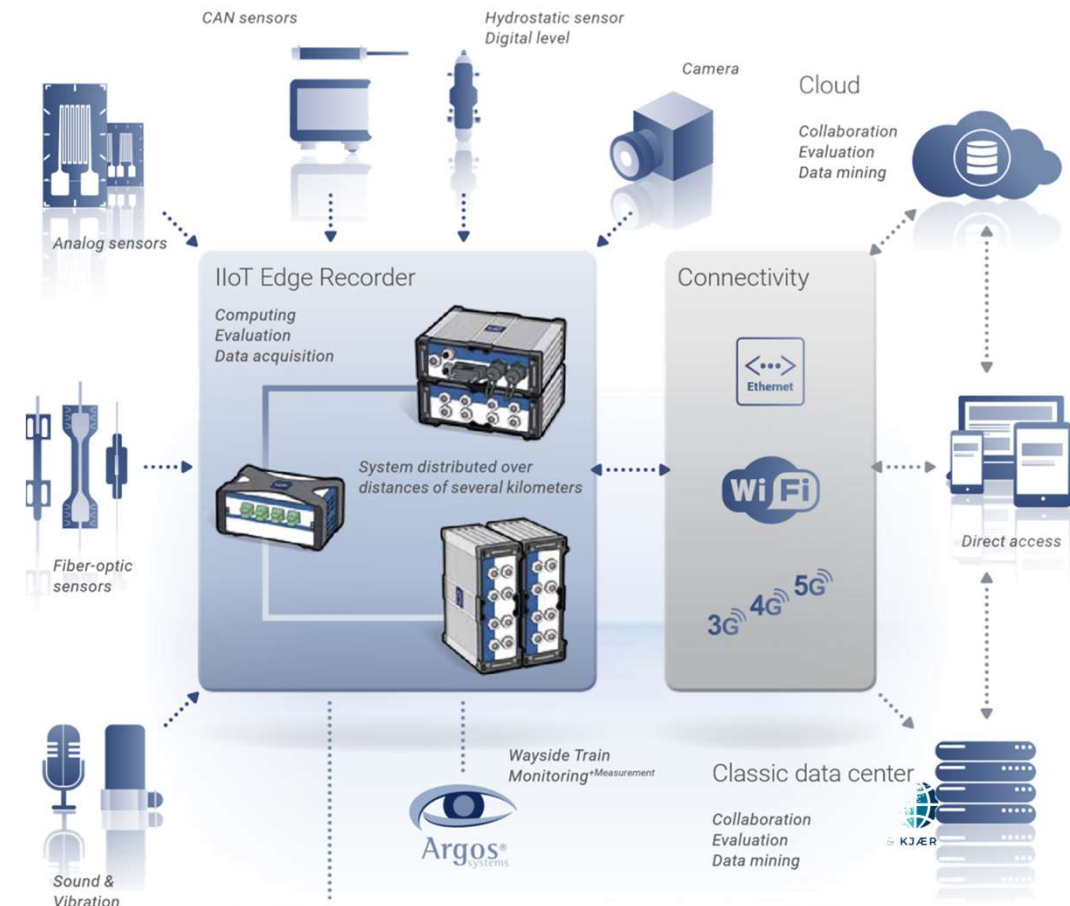 CAN sensors
Hydrostatic sensor
Digital level
Camera
Cloud
Collaboration
Evaluation
Data mining
Analog sensors
IIoT Edge Recorder
Computing
Evaluation
Data acquisition
Connectivity
<•••>
Ethernet
System distributed over
distances of several kilometers
WiFi
Fiber-optic
sensors
Direct access
3G 4G 5G
Wayside Train
Monitoring+Measurement
Argos®
systems
Classic data center
Collaboration
Evaluation
Data mining
KJÆR
Sound &
Vibration